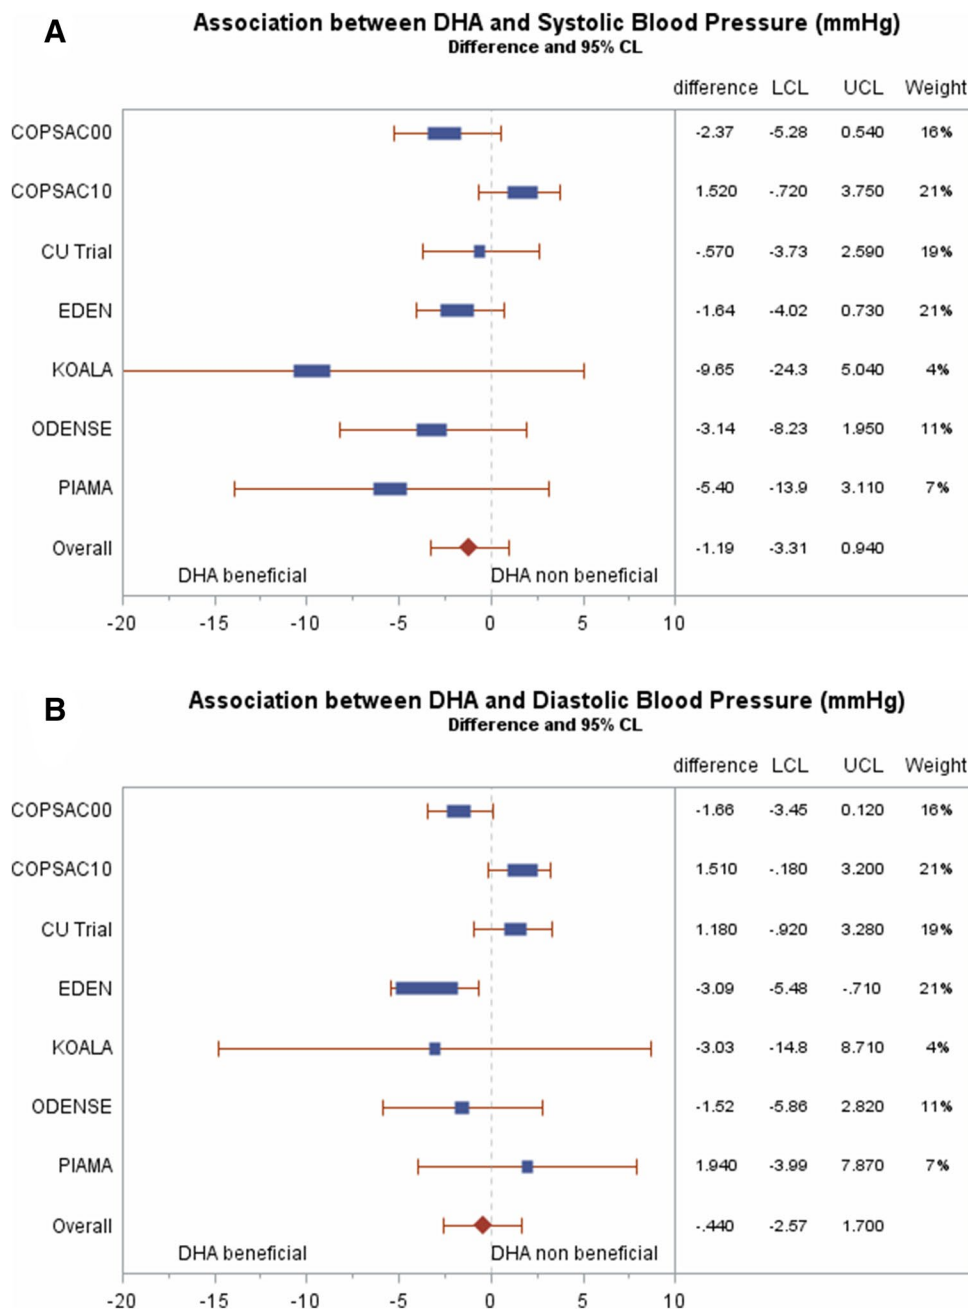 A
Association between DHA and Systolic Blood Pressure (mmHg)
Difference and 95% CL
difference LCL UCL Weight
COPSAC00 -2.37 -5.28 0.540 16%
COPSAC10 1.520 -.720 3.750 21%
CU Trial -.570 -3.73 2.590 19%
EDEN -1.64 -4.02 0.730 21%
KOALA -9.65 -24.3 5.040 4%
ODENSE -3.14 -8.23 1.950 11%
PIAMA -5.40 -13.9 3.110 7%
Overall -1.19 -3.31 0.940
DHA beneficial DHA non beneficial
-20 -15 -10 -5 0 5 10
B
Association between DHA and Diastolic Blood Pressure (mmHg)
Difference and 95% CL
difference LCL UCL Weight
COPSAC00 -1.66 -3.45 0.120 16%
COPSAC10 1.510 -.180 3.200 21%
CU Trial 1.180 -.920 3.280 19%
EDEN -3.09 -5.48 -.710 21%
KOALA -3.03 -14.8 8.710 4%
ODENSE -1.52 -5.86 2.820 11%
PIAMA 1.940 -3.99 7.870 7%
Overall -.440 -2.57 1.700
DHA beneficial DHA non beneficial
-20 -15 -10 -5 0 5 10